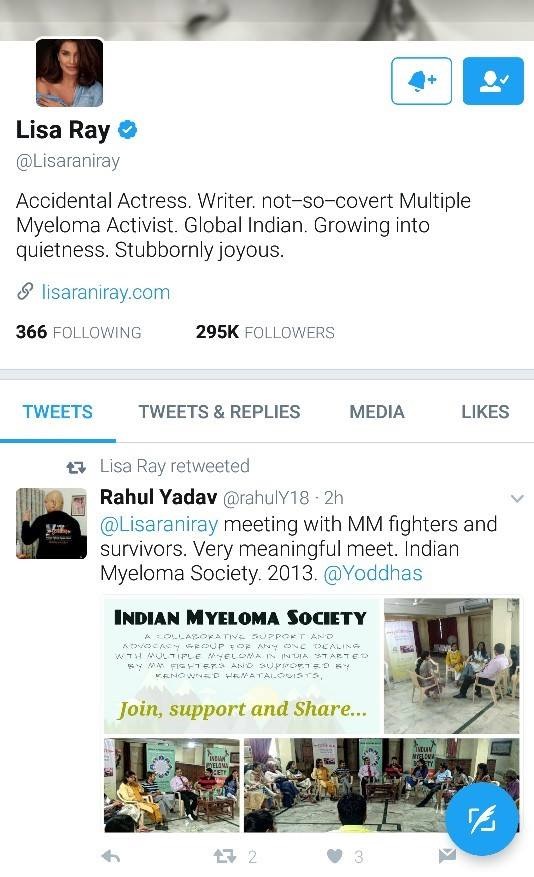 Lisa Ray
@Lisaraniray
Accidental Actress. Writer. not-so-covert Multiple
Myeloma Activist. Global Indian. Growing into
quietness. Stubbornly joyous.
lisaraniray.com
366 FOLLOWING 295K FOLLOWERS
TWEETS TWEETS & REPLIES MEDIA LIKES
Lisa Ray retweeted
Rahul Yadav @rahulY18 · 2h
@Lisaraniray meeting with MM fighters and
survivors. Very meaningful meet. Indian
Myeloma Society. 2013. @Yoddhas
INDIAN MYELOMA SOCIETY
A COLLABORATIVE SUPPORT AND
ADVOCACY GROUP FOR ANY ONE DEALING
WITH MULTIPLE MYELOMA IN INDIA STARTED
BY MM FIGHTERS AND SUPPORTED BY
RENOWNED HEMATALOGISTS,
Join, support and Share...
INDIAN
MYELOMA
SOCIETY
INDIAN
MYELOMA
SOCIETY
2 3